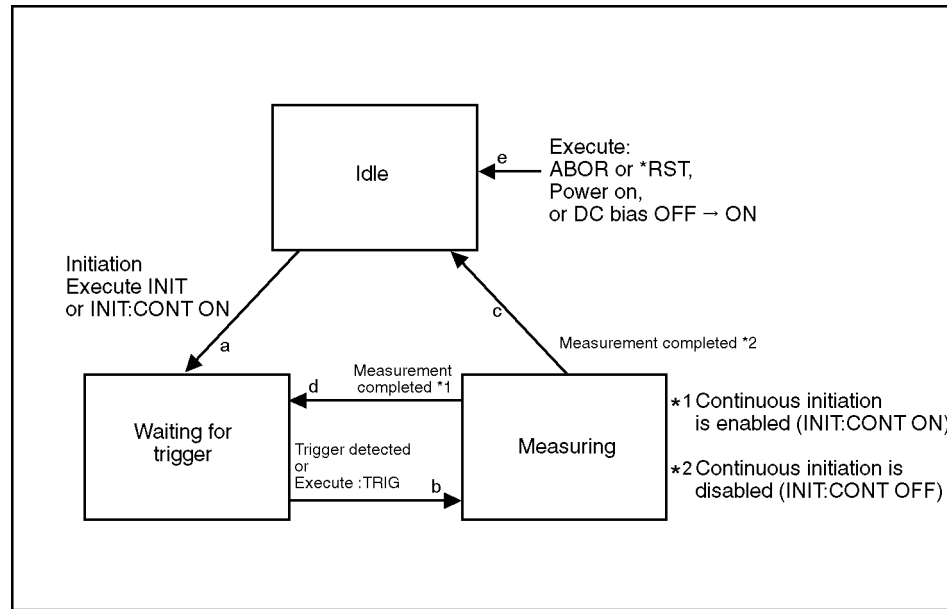 Idle
e
Execute:
ABOR or *RST,
Power on,
or DC bias OFF → ON
Initiation
Execute INIT
or INIT:CONT ON
a
c
Measurement completed *2
Waiting for
trigger
d
Measurement
completed *1
Trigger detected
or
Execute :TRIG
b
Measuring
*1 Continuous initiation
is enabled (INIT:CONT ON)
*2 Continuous initiation is
disabled (INIT:CONT OFF)